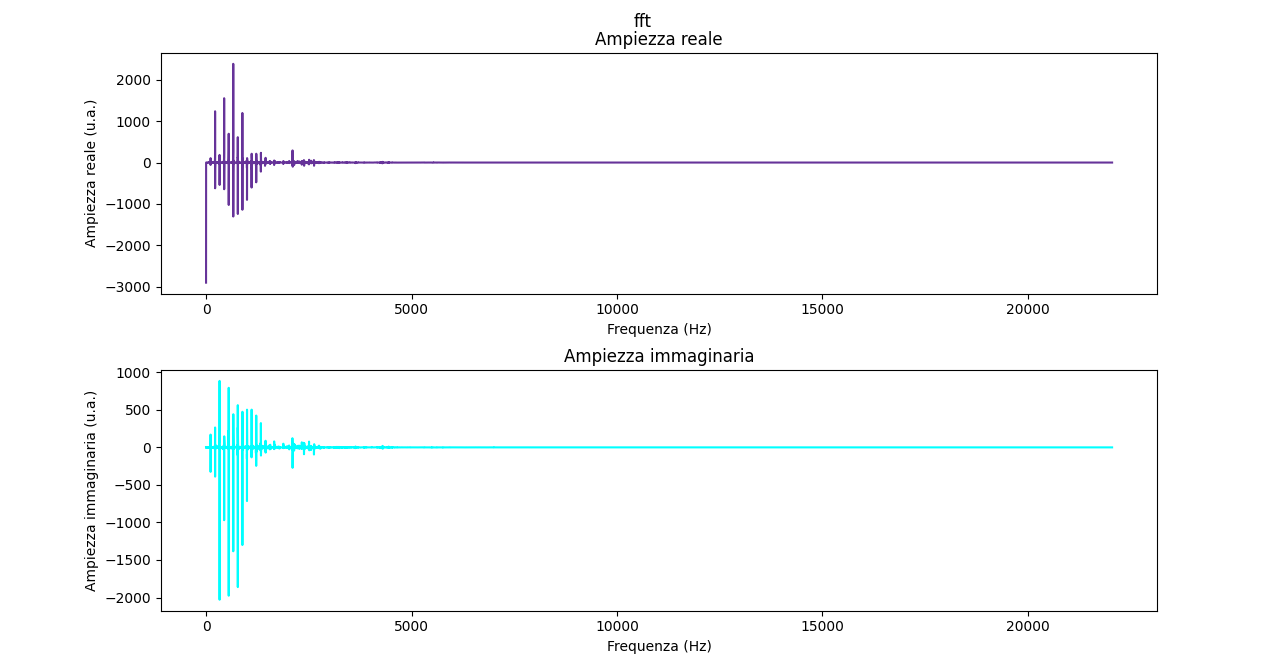 fft
Ampiezza reale
Ampiezza reale (u.a.)
2000
1000
0
−1000
−2000
−3000
0 5000 10000 15000 20000
Frequenza (Hz)
Ampiezza immaginaria
Ampiezza immaginaria (u.a.)
1000
500
0
−500
−1000
−1500
−2000
0 5000 10000 15000 20000
Frequenza (Hz)